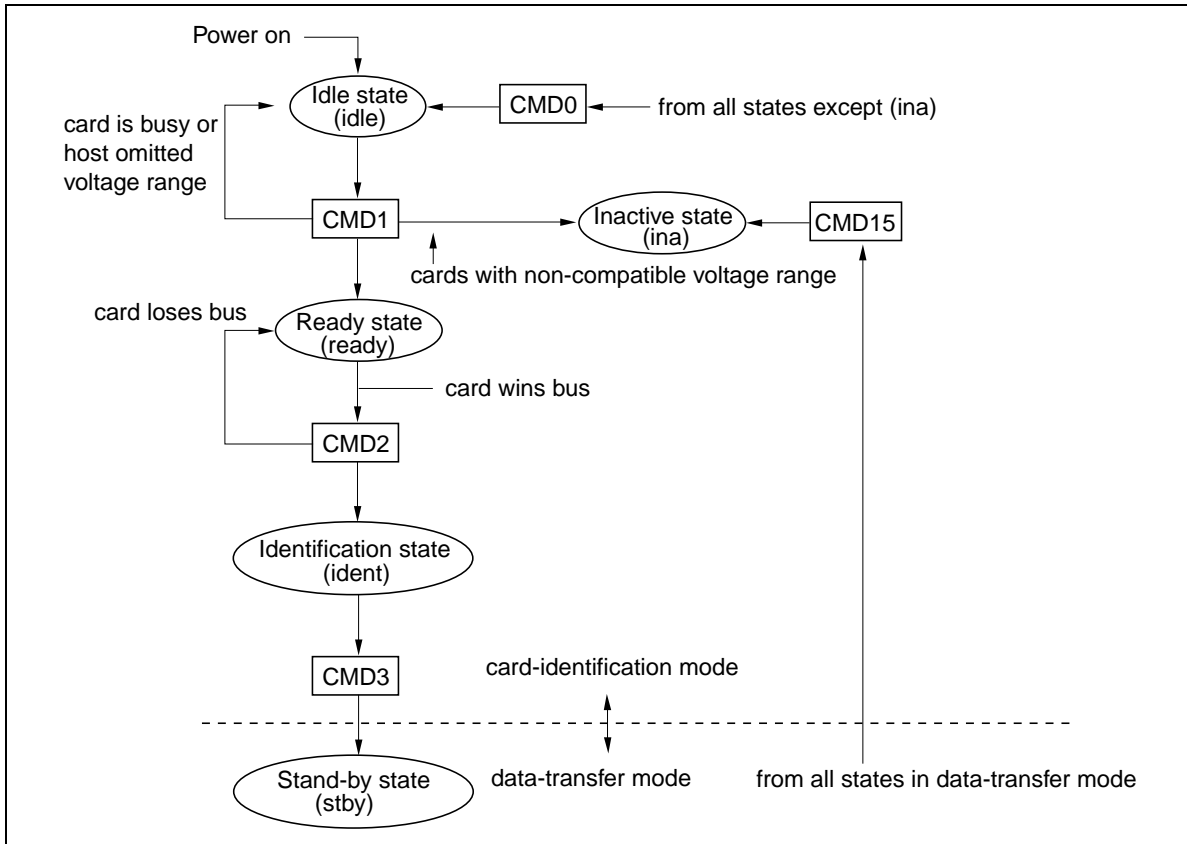 Power on
Idle state
(idle)
CMD0
from all states except (ina)
card is busy or
host omitted
voltage range
CMD1
Inactive state
(ina)
CMD15
cards with non-compatible voltage range
card loses bus
Ready state
(ready)
card wins bus
CMD2
Identification state
(ident)
CMD3
card-identification mode
Stand-by state
(stby)
data-transfer mode
from all states in data-transfer mode